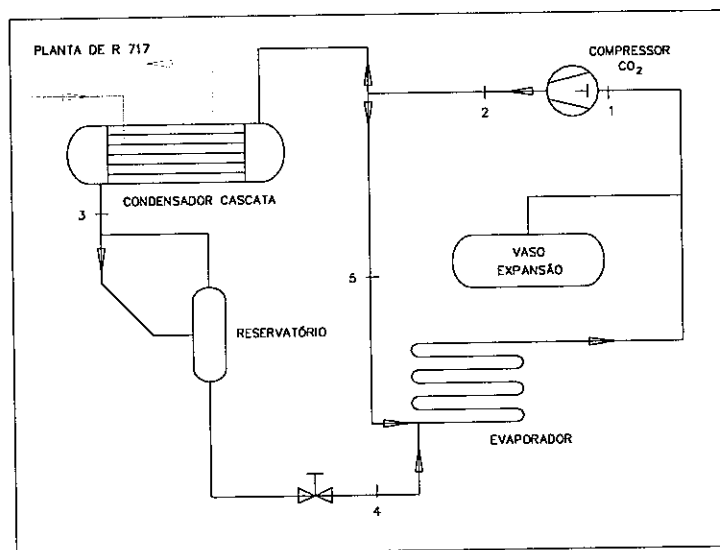 PLANTA DE R 717
COMPRESSOR
CO₂
2
1
CONDENSADOR CASCATA
3
VASO
EXPANSÃO
5
RESERVATÓRIO
EVAPORADOR
4